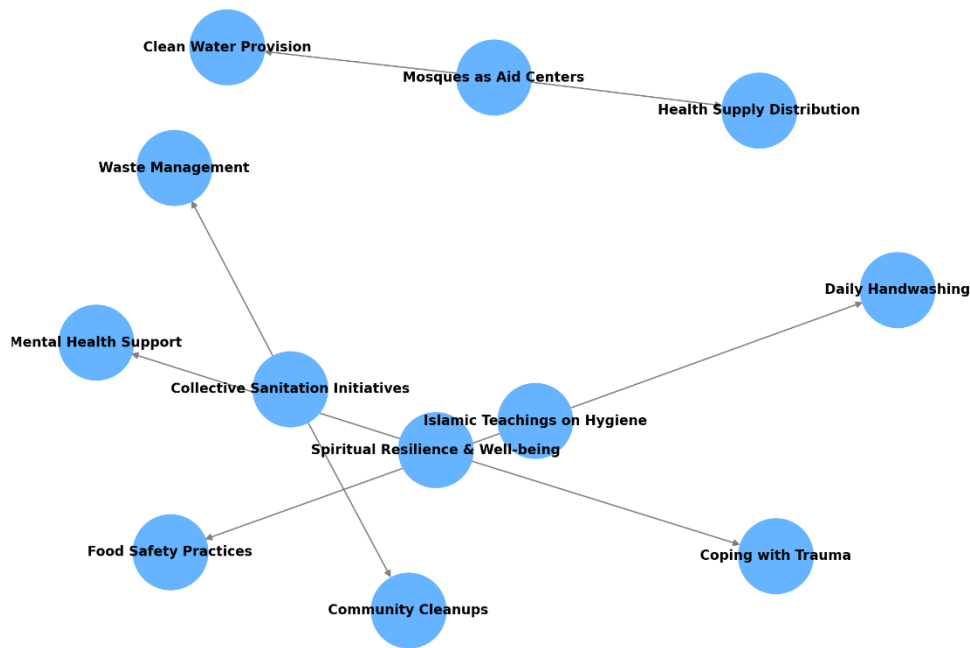 Clean Water Provision
Mosques as Aid Centers
Health Supply Distribution
Waste Management
Daily Handwashing
Mental Health Support
Collective Sanitation Initiatives
Islamic Teachings on Hygiene
Spiritual Resilience & Well-being
Food Safety Practices
Coping with Trauma
Community Cleanups